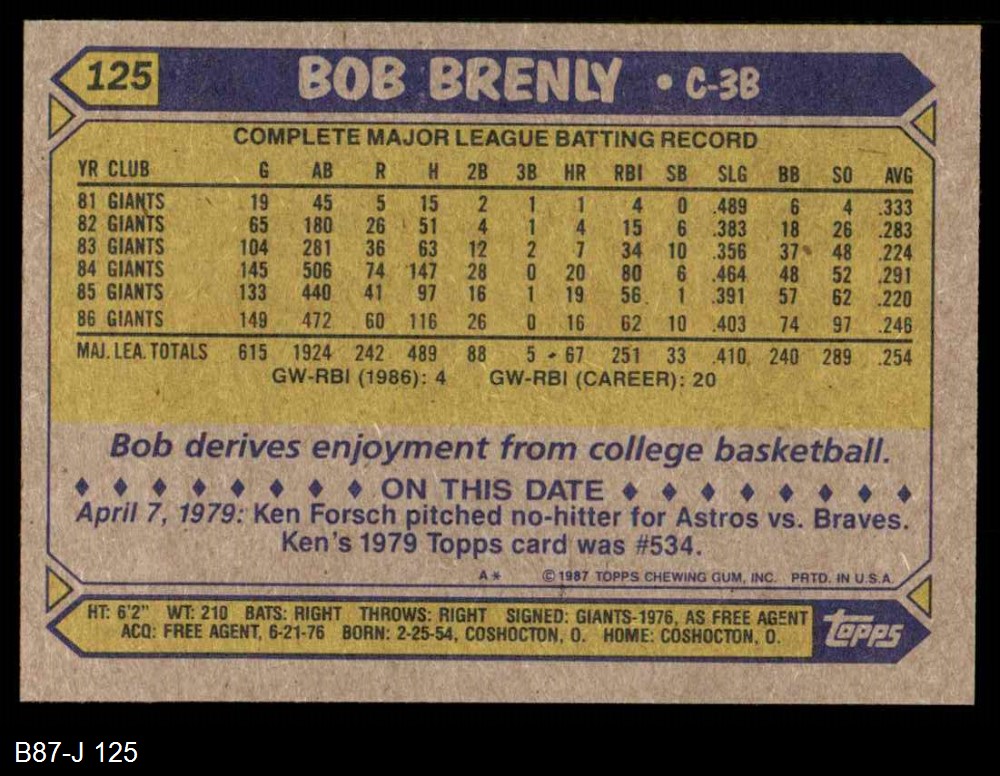 125 BOB BRENLY • C-3B
COMPLETE MAJOR LEAGUE BATTING RECORD
YR CLUB G AB R H 2B 3B HR RBI SB SLG BB SO AVG
81 GIANTS 19 45 5 15 2 1 1 4 0 .489 6 4 .333
82 GIANTS 65 180 26 51 4 1 4 15 6 .383 18 26 .283
83 GIANTS 104 281 36 63 12 2 7 34 10 .356 37 48 .224
84 GIANTS 145 506 74 147 28 0 20 80 6 .464 48 52 .291
85 GIANTS 133 440 41 97 16 1 19 56 1 .391 57 62 .220
86 GIANTS 149 472 60 116 26 0 16 62 10 .403 74 97 .246
MAJ. LEA. TOTALS 615 1924 242 489 88 5 67 251 33 .410 240 289 .254
GW-RBI (1986): 4 GW-RBI (CAREER): 20
Bob derives enjoyment from college basketball.
♦ ♦ ♦ ♦ ♦ ♦ ♦ ♦ ON THIS DATE ♦ ♦ ♦ ♦ ♦ ♦ ♦ ♦
April 7, 1979: Ken Forsch pitched no-hitter for Astros vs. Braves.
Ken's 1979 Topps card was #534.
A* © 1987 TOPPS CHEWING GUM, INC. PRTD. IN U.S.A.
HT: 6'2" WT: 210 BATS: RIGHT THROWS: RIGHT SIGNED: GIANTS-1976, AS FREE AGENT
ACQ: FREE AGENT, 6-21-76 BORN: 2-25-54, COSHOCTON, O. HOME: COSHOCTON, O.
topps
B87-J 125